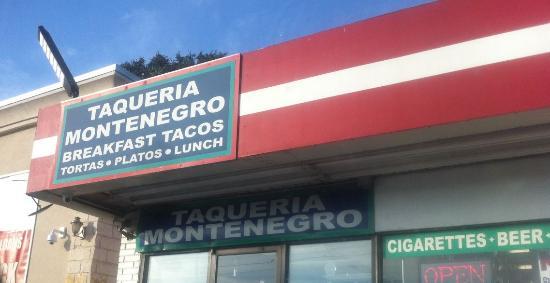 TAQUERIA
MONTENEGRO
BREAKFAST TACOS
TORTAS • PLATOS • LUNCH
TAQUERIA
MONTENEGRO
CIGARETTES • BEER •
OPEN